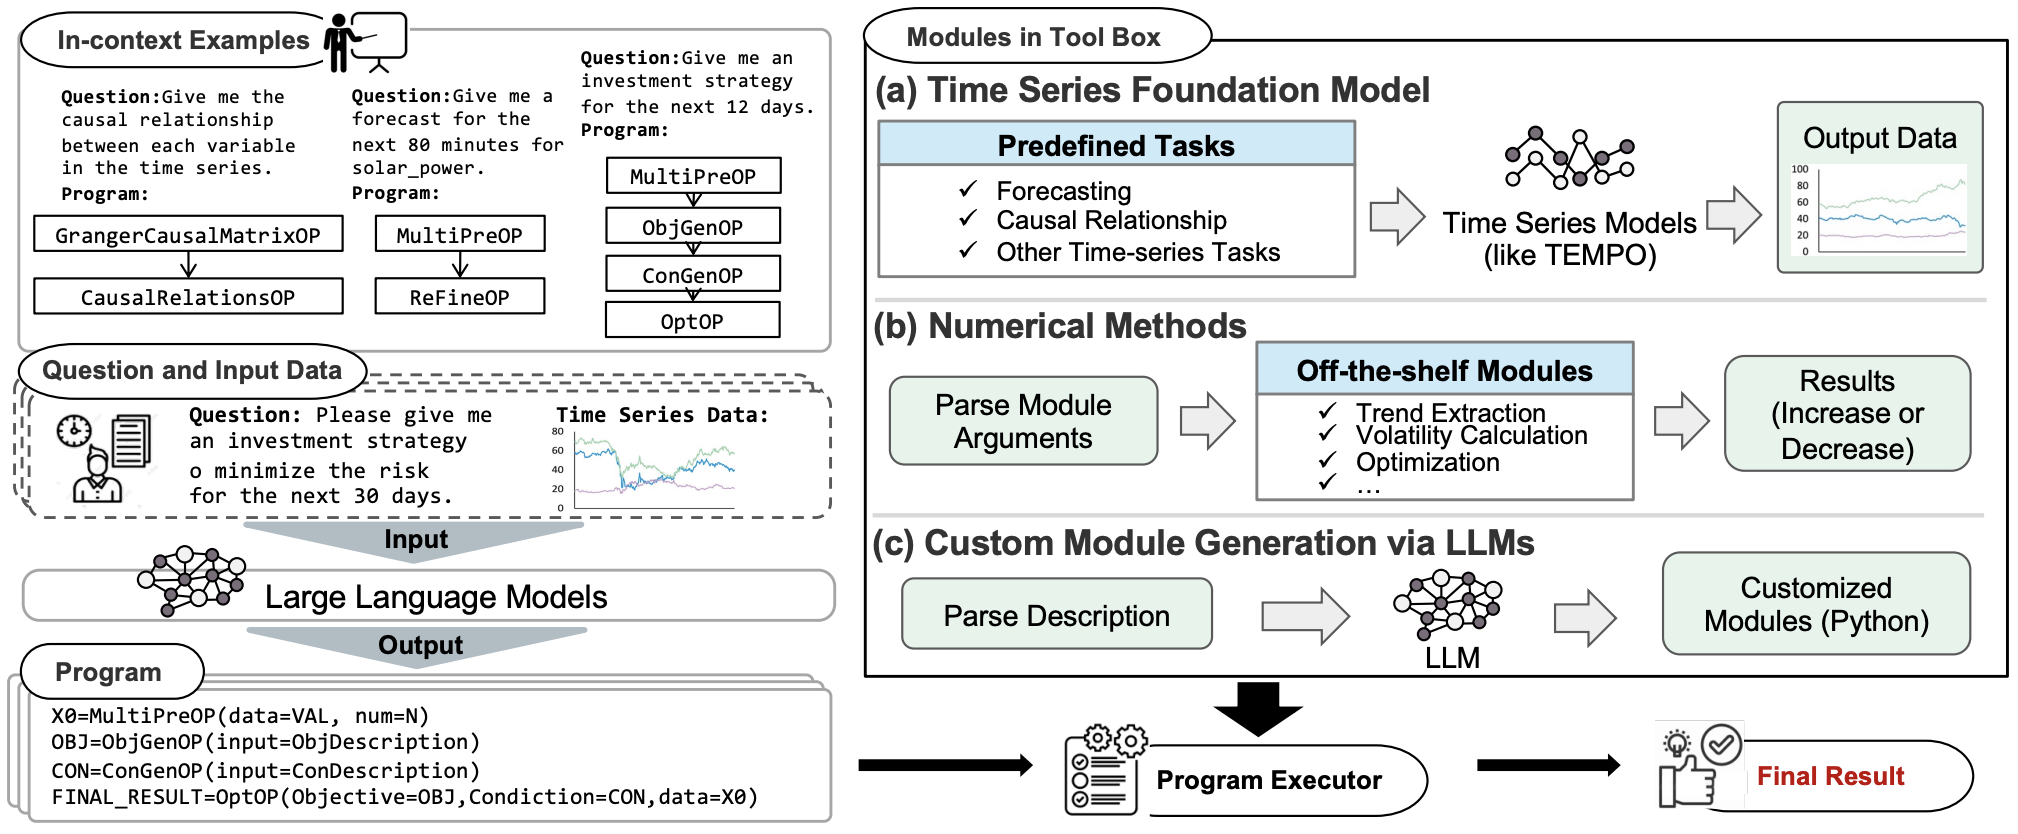 In-context Examples
Question:Give me the
causal relationship
between each variable
in the time series.
Program:
GrangerCausalMatrixOP
CausalRelationsOP
Question:Give me a
forecast for the
next 80 minutes for
solar_power.
Program:
MultiPreOP
ReFineOP
Question:Give me an
investment strategy
for the next 12 days.
Program:
MultiPreOP
ObjGenOP
ConGenOP
OptOP
Question and Input Data
Question: Please give me
an investment strategy
o minimize the risk
for the next 30 days.
Time Series Data:
80
60
40
20
0
Input
Large Language Models
Output
Program
X0=MultiPreOP(data=VAL, num=N)
OBJ=ObjGenOP(input=ObjDescription)
CON=ConGenOP(input=ConDescription)
FINAL_RESULT=OptOP(Objective=OBJ,Condiction=CON,data=X0)
Modules in Tool Box
(a) Time Series Foundation Model
Predefined Tasks
✓ Forecasting
✓ Causal Relationship
✓ Other Time-series Tasks
Time Series Models
(like TEMPO)
Output Data
100
80
60
40
20
0
(b) Numerical Methods
Parse Module
Arguments
Off-the-shelf Modules
✓ Trend Extraction
✓ Volatility Calculation
✓ Optimization
✓ ...
Results
(Increase or
Decrease)
(c) Custom Module Generation via LLMs
Parse Description
LLM
Customized
Modules (Python)
Program Executor
Final Result